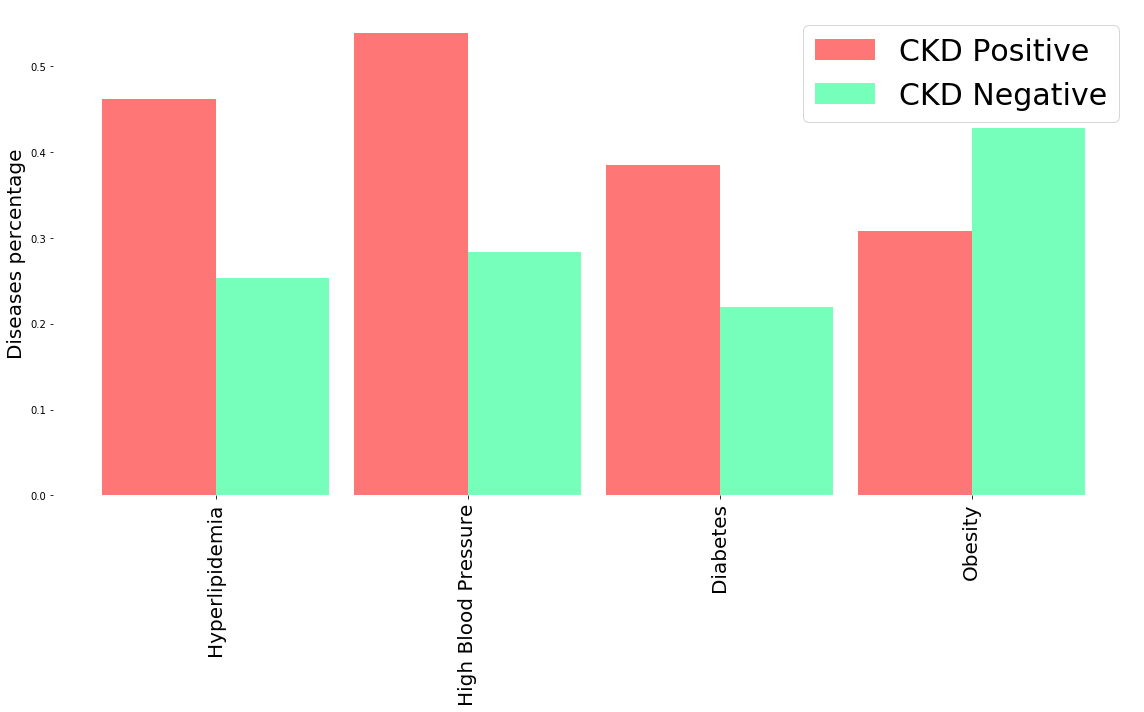 CKD Positive
CKD Negative
Diseases percentage
0.5
0.4
0.3
0.2
0.1
0.0
Hyperlipidemia
High Blood Pressure
Diabetes
Obesity